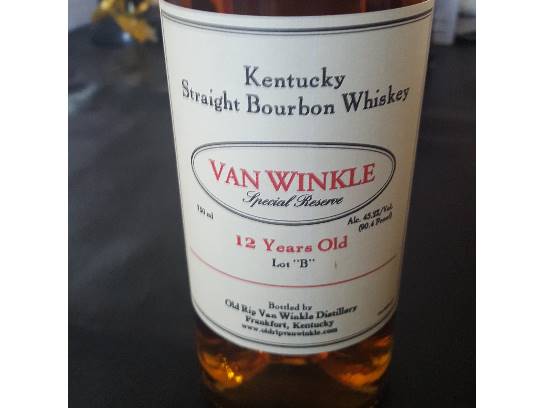 Kentucky
Straight Bourbon Whiskey
VAN WINKLE
Special Reserve
750 ml
Alc. 45.2%/Vol.
(90.4 Proof)
12 Years Old
Lot "B"
Bottled by
Old Rip Van Winkle Distillery
Frankfort, Kentucky
www.oldripvanwinkle.com